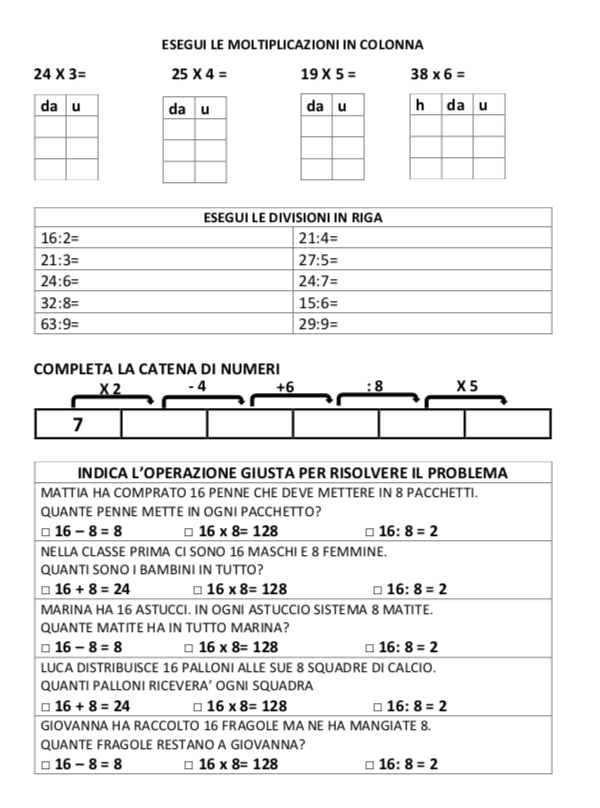 ESEGUI LE MOLTIPLICAZIONI IN COLONNA
24 X 3= 25 X 4 = 19 X 5 = 38 x 6 =
da u da u da u h da u
ESEGUI LE DIVISIONI IN RIGA
16:2= 21:4=
21:3= 27:5=
24:6= 24:7=
32:8= 15:6=
63:9= 29:9=
COMPLETA LA CATENA DI NUMERI
X 2 - 4 +6 : 8 X 5
7
INDICA L’OPERAZIONE GIUSTA PER RISOLVERE IL PROBLEMA
MATTIA HA COMPRATO 16 PENNE CHE DEVE METTERE IN 8 PACCHETTI.
QUANTE PENNE METTE IN OGNI PACCHETTO?
□ 16 – 8 = 8 □ 16 x 8= 128 □ 16: 8 = 2
NELLA CLASSE PRIMA CI SONO 16 MASCHI E 8 FEMMINE.
QUANTI SONO I BAMBINI IN TUTTO?
□ 16 + 8 = 24 □ 16 x 8= 128 □ 16: 8 = 2
MARINA HA 16 ASTUCCI. IN OGNI ASTUCCIO SISTEMA 8 MATITE.
QUANTE MATITE HA IN TUTTO MARINA?
□ 16 – 8 = 8 □ 16 x 8= 128 □ 16: 8 = 2
LUCA DISTRIBUISCE 16 PALLONI ALLE SUE 8 SQUADRE DI CALCIO.
QUANTI PALLONI RICEVERA’ OGNI SQUADRA
□ 16 + 8 = 24 □ 16 x 8= 128 □ 16: 8 = 2
GIOVANNA HA RACCOLTO 16 FRAGOLE MA NE HA MANGIATE 8.
QUANTE FRAGOLE RESTANO A GIOVANNA?
□ 16 – 8 = 8 □ 16 x 8= 128 □ 16: 8 = 2